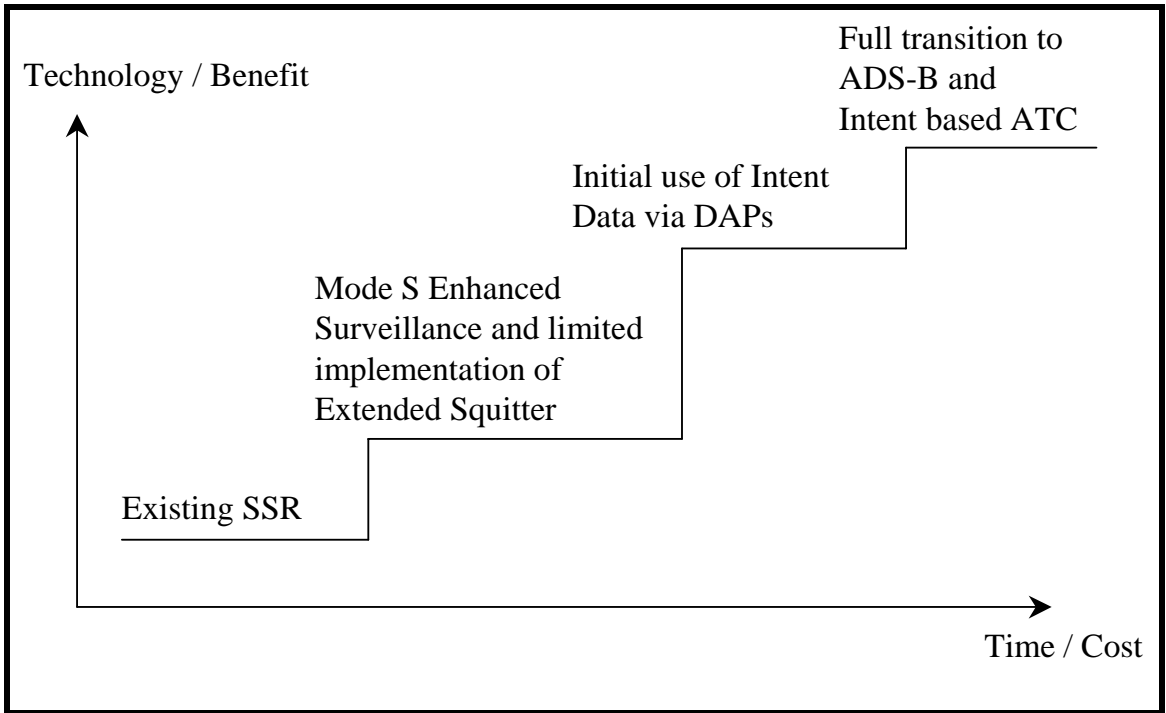 Full transition to
ADS-B and
Intent based ATC
Technology / Benefit
Initial use of Intent
Data via DAPs
Mode S Enhanced
Surveillance and limited
implementation of
Extended Squitter
Existing SSR
Time / Cost